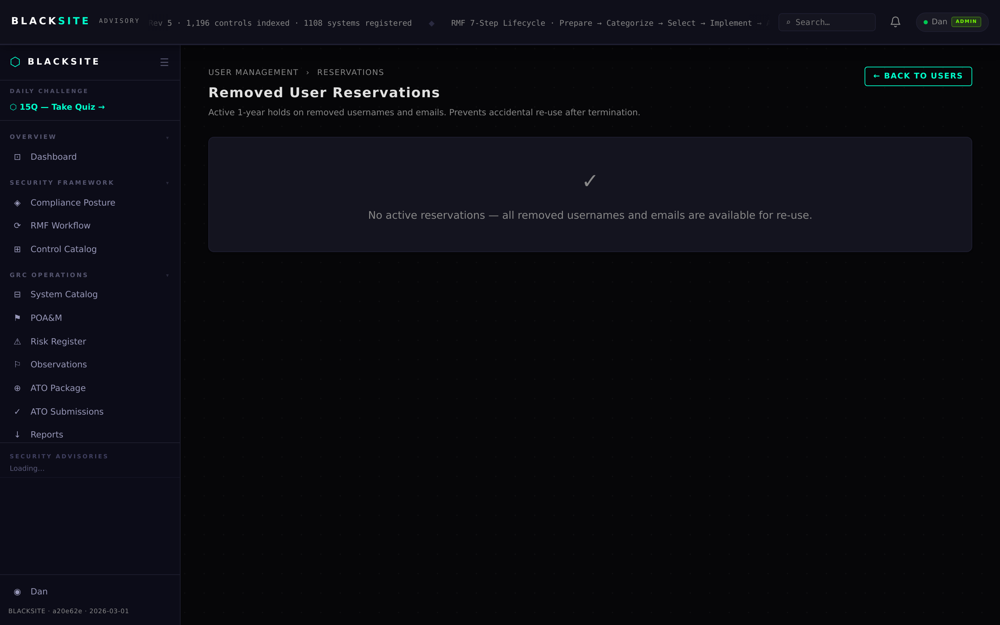 BLACKSITE ADVISORY
Rev 5 · 1,196 controls indexed · 1108 systems registered ◆ RMF 7-Step Lifecycle · Prepare → Categorize → Select → Implement →
⌕ Search…
Dan ADMIN
⬡ BLACKSITE ☰
DAILY CHALLENGE
⬡ 15Q — Take Quiz →
OVERVIEW ▾
⊡ Dashboard
SECURITY FRAMEWORK ▾
◈ Compliance Posture
⟳ RMF Workflow
⊞ Control Catalog
GRC OPERATIONS ▾
⊟ System Catalog
⚑ POA&M
⚠ Risk Register
⚐ Observations
⊕ ATO Package
✓ ATO Submissions
↓ Reports
SECURITY ADVISORIES
Loading…
◉ Dan
BLACKSITE · a20e62e · 2026-03-01
USER MANAGEMENT › RESERVATIONS
Removed User Reservations
Active 1-year holds on removed usernames and emails. Prevents accidental re-use after termination.
← BACK TO USERS
✓
No active reservations — all removed usernames and emails are available for re-use.